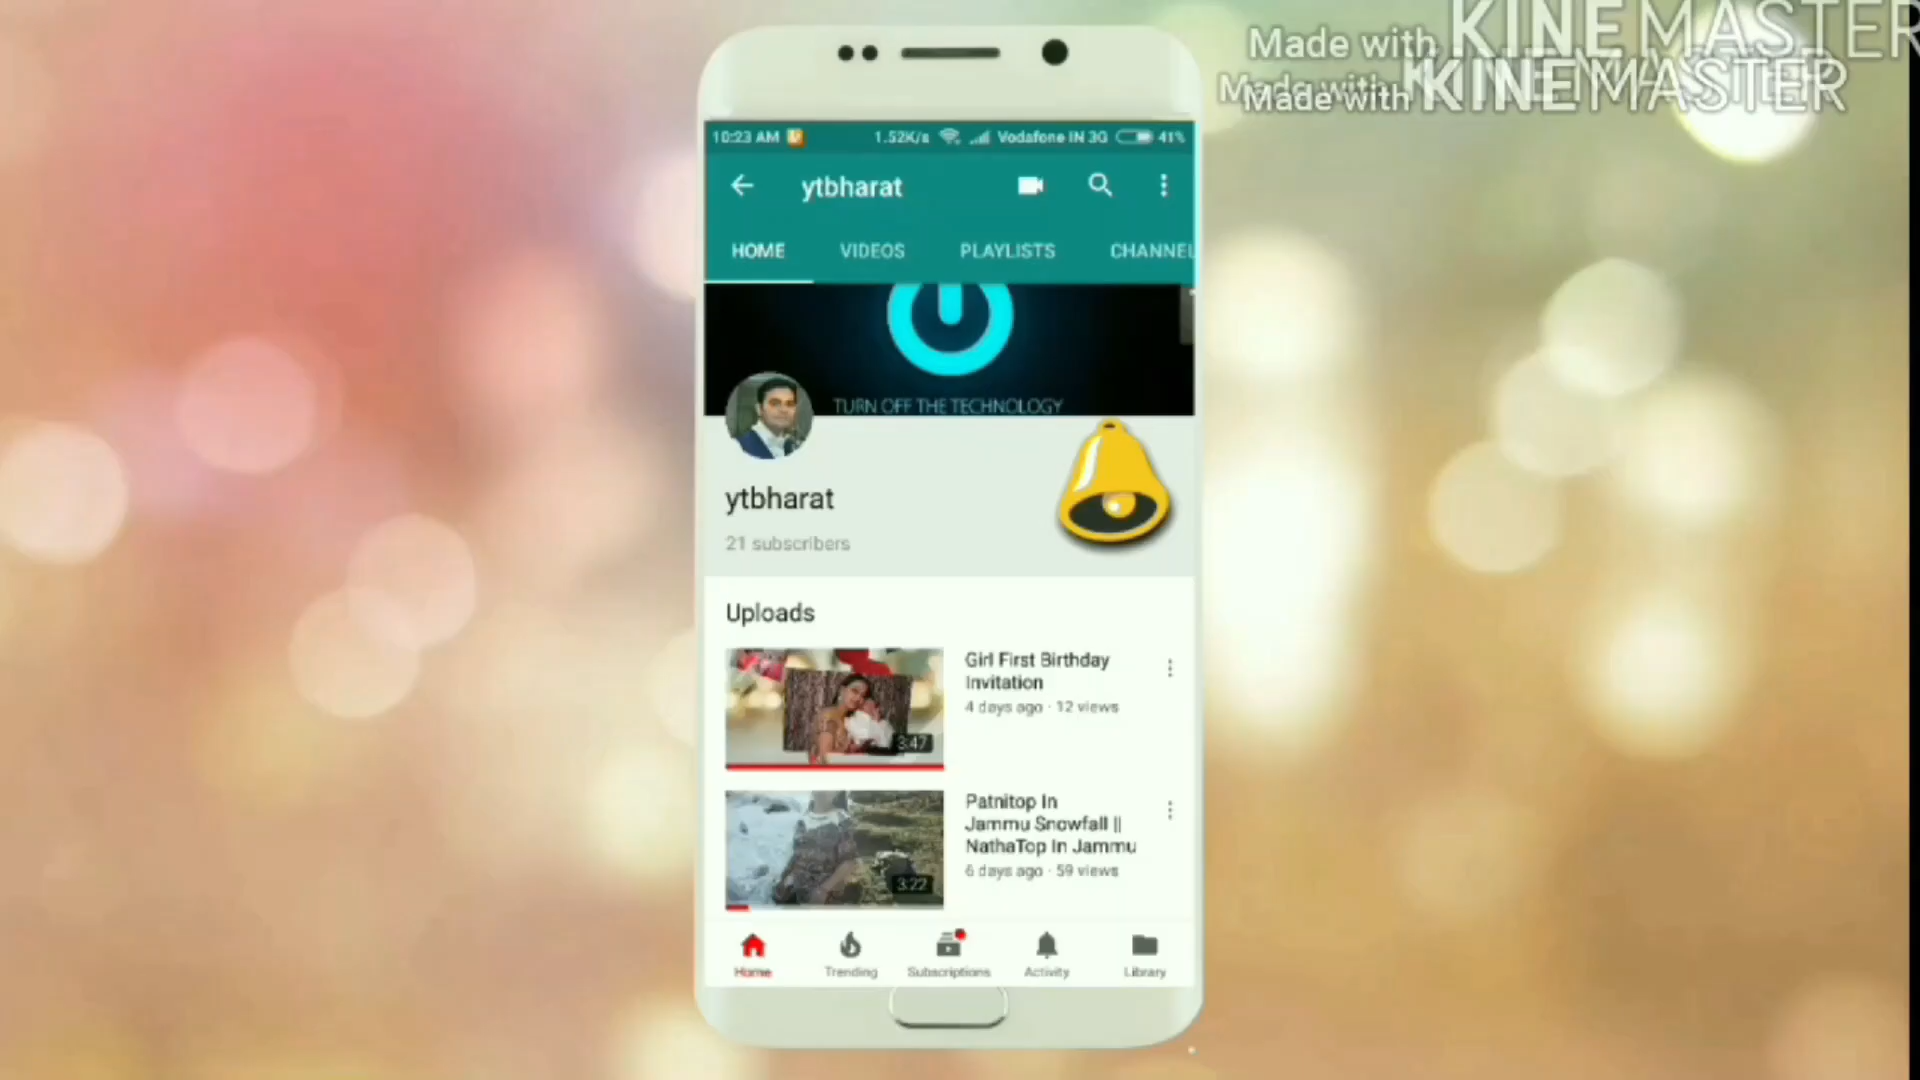 Made with KINEMASTER
Made with KINEMASTER
10:23 AM 1.52K/s Vodafone IN 3G 41%
ytbharat
HOME VIDEOS PLAYLISTS CHANNEL
TURN OFF THE TECHNOLOGY
ytbharat
21 subscribers
Uploads
Girl First Birthday
Invitation
4 days ago · 12 views
3:47
Patnitop In
Jammu Snowfall ||
NathaTop In Jammu
6 days ago · 59 views
3:22
Home Trending Subscriptions Activity Library